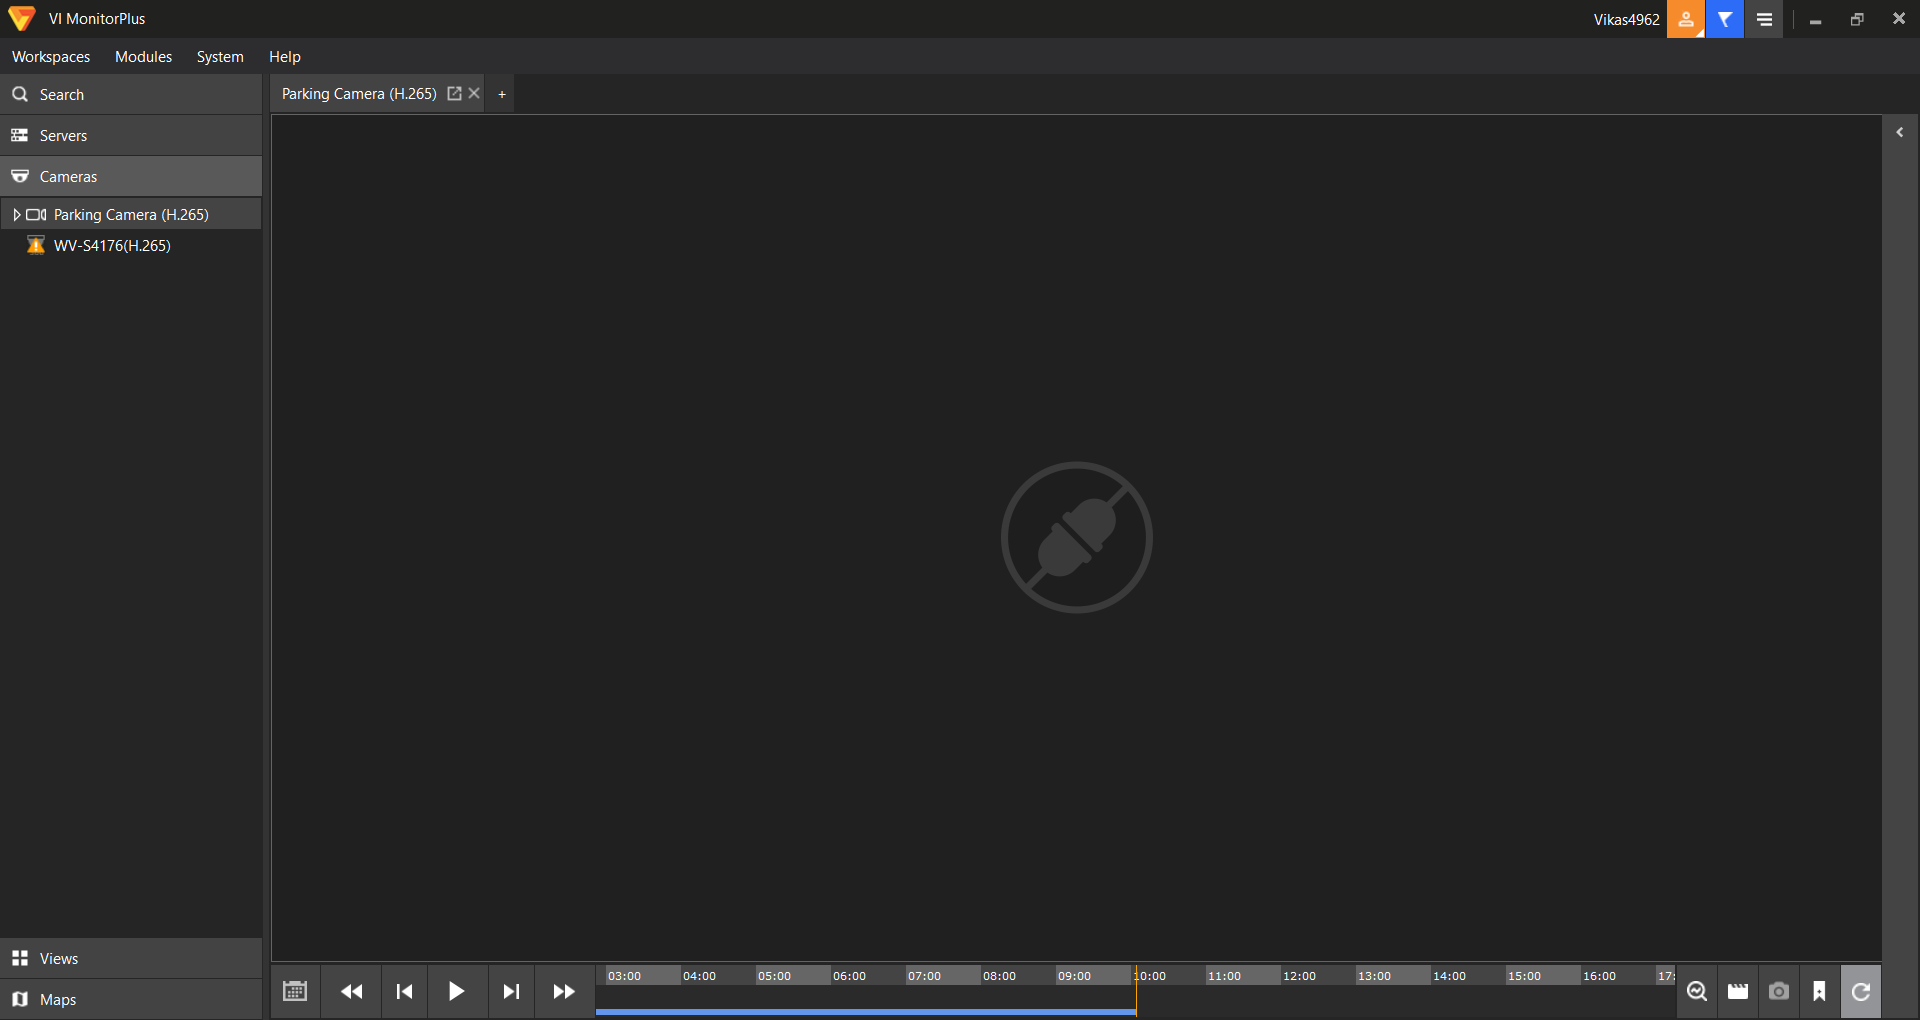 VI MonitorPlus
Vikas4962
Workspaces Modules System Help
Search
Parking Camera (H.265) +
Servers
Cameras
Parking Camera (H.265)
WV-S4176(H.265)
Views
Maps
03:00 04:00 05:00 06:00 07:00 08:00 09:00 10:00 11:00 12:00 13:00 14:00 15:00 16:00 17: